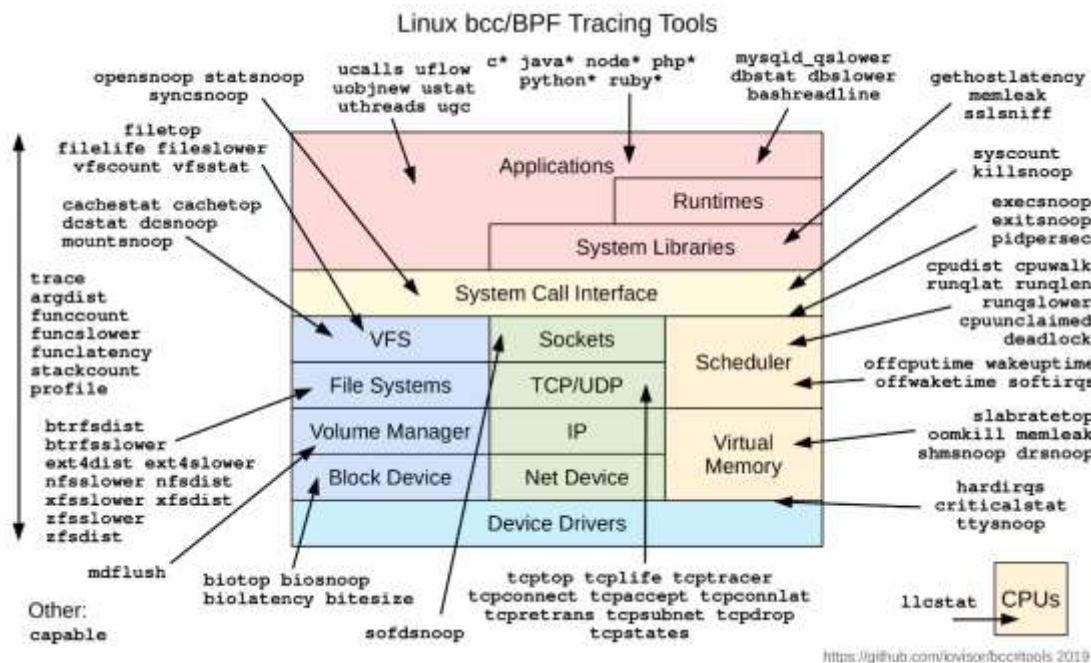 Linux bcc/BPF Tracing Tools
opensnoop statsnoop
syncsnoop
ucalls uflow
uobjnew ustat
uthreads ugc
c* java* node* php*
python* ruby*
mysqld_qslower
dbstat dbslower
bashreadline
gethostlatency
memleak
sslsniff
filetop
filelife fileslower
vfscount vfsstat
cachestat cachetop
dcstat dcsnoop
mountsnoop
trace
argdist
funccount
funcslower
funclatency
stackcount
profile
btrfsdist
btrfsslower
ext4dist ext4slower
nfsslower nfsdist
xfsslower xfsdist
zfsslower
zfsdist
mdflush
Other:
capable
Applications
Runtimes
System Libraries
System Call Interface
VFS
Sockets
Scheduler
File Systems
TCP/UDP
Volume Manager
IP
Virtual
Memory
Block Device
Net Device
Device Drivers
syscount
killsnoop
execsnoop
exitsnoop
pidpersec
cpudist cpuwalk
runqlat runqlen
runqslower
cpuunclaimed
deadlock
offcputime wakeuptime
offwaketime softirqs
slabratetop
oomkill memleak
shmsnoop drsnoop
hardirqs
criticalstat
ttysnoop
biotop biosnoop
biolatency bitesize
sofdsnoop
tcptop tcplife tcptracer
tcpconnect tcpaccept tcpconnlat
tcpretrans tcpsubnet tcpdrop
tcpstates
llcstat
CPUs
https://github.com/iovisor/bcc#tools 2019